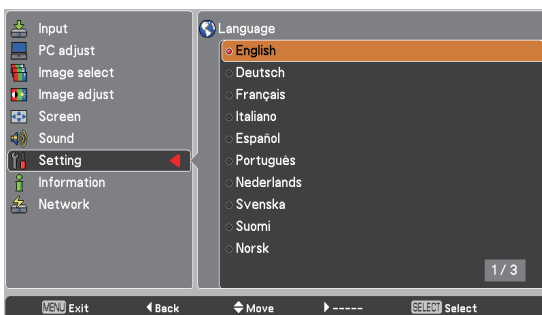 Input
PC adjust
Image select
Image adjust
Screen
Sound
Setting
Information
Network
Language
English
Deutsch
Français
Italiano
Español
Português
Nederlands
Svenska
Suomi
Norsk
1 / 3
MENU Exit Back Move ----- SELECT Select